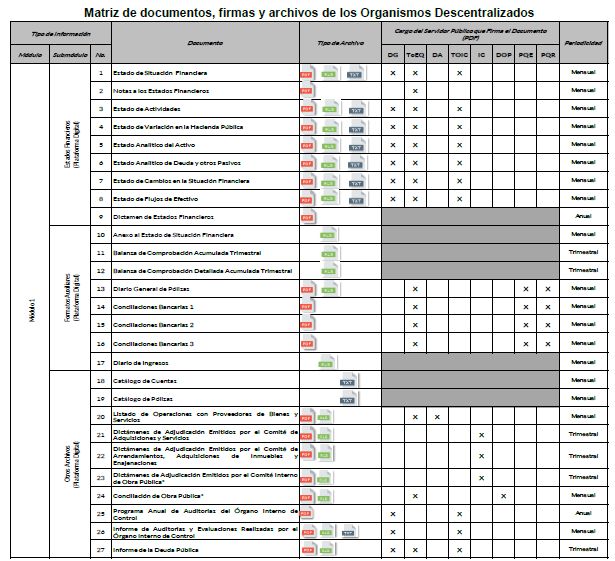 Matriz de documentos, firmas y archivos de los Organismos Descentralizados
Tipo de Información Documento Tipo de Archivo Cargo del Servidor Público que Firma el Documento (PDF) Periodicidad
Módulo Submódulo No. DG ToEQ DA TOIC IC DOP PQE PQR
Módulo 1
Estados Financieros
(Plataforma Digital)
1 Estado de Situación Financiera PDF XLS TXT X X X Mensual
2 Notas a los Estados Financieros PDF X Mensual
3 Estado de Actividades PDF XLS TXT X X X Mensual
4 Estado de Variación en la Hacienda Pública PDF XLS TXT X X X Mensual
5 Estado Analítico del Activo PDF XLS TXT X X X Mensual
6 Estado Analítico de Deuda y otros Pasivos PDF XLS TXT X X X Mensual
7 Estado de Cambios en la Situación Financiera PDF XLS TXT X X X Mensual
8 Estado de Flujos de Efectivo PDF XLS TXT X X X Mensual
9 Dictamen de Estados Financieros PDF Anual
Formatos Auxiliares
(Plataforma Digital)
10 Anexo al Estado de Situación Financiera XLS Mensual
11 Balanza de Comprobación Acumulada Trimestral XLS Trimestral
12 Balanza de Comprobación Detallada Acumulada Trimestral XLS Trimestral
13 Diario General de Pólizas PDF XLS X X X Mensual
14 Conciliaciones Bancarias 1 PDF X X X Mensual
15 Conciliaciones Bancarias 2 PDF X X X Mensual
16 Conciliaciones Bancarias 3 PDF X X X Mensual
17 Diario de Ingresos XLS Mensual
Otros Archivos
(Plataforma Digital)
18 Catálogo de Cuentas TXT Mensual
19 Catálogo de Pólizas TXT Mensual
20 Listado de Operaciones con Proveedores de Bienes y Servicios PDF XLS X X Mensual
21 Dictámenes de Adjudicación Emitidos por el Comité de Adquisiciones y Servicios PDF XLS X Trimestral
22 Dictámenes de Adjudicación Emitidos por el Comité de Arrendamientos, Adquisiciones de Inmuebles y Enajenaciones PDF XLS X Trimestral
23 Dictámenes de Adjudicación Emitidos por el Comité Interno de Obra Pública* PDF XLS X Trimestral
24 Conciliación de Obra Pública* PDF XLS X X Mensual
25 Programa Anual de Auditorías del Órgano Interno de Control PDF X X Anual
26 Informe de Auditorías y Evaluaciones Realizadas por el Órgano Interno de Control PDF XLS TXT X X Mensual
27 Informe de la Deuda Pública PDF XLS X X X Trimestral